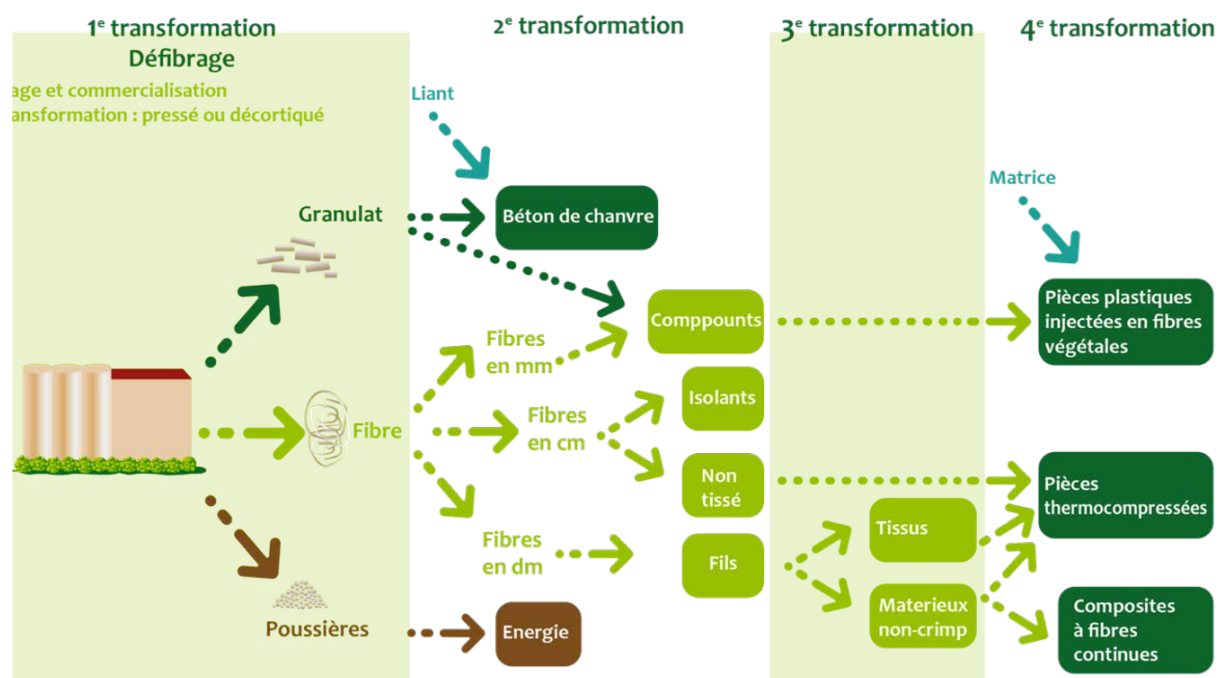 1e transformation
Défibrage
age et commercialisation
ansformation : pressé ou décortiqué
2e transformation
3e transformation
4e transformation
Liant
Granulat
Béton de chanvre
Matrice
Comppounts
Pièces plastiques
injectées en fibres
végétales
Fibres
en mm
Fibre
Fibres
en cm
Isolants
Non
tissé
Pièces
thermocompressées
Fibres
en dm
Fils
Tissus
Materieux
non-crimp
Composites
à fibres
continues
Poussières
Energie